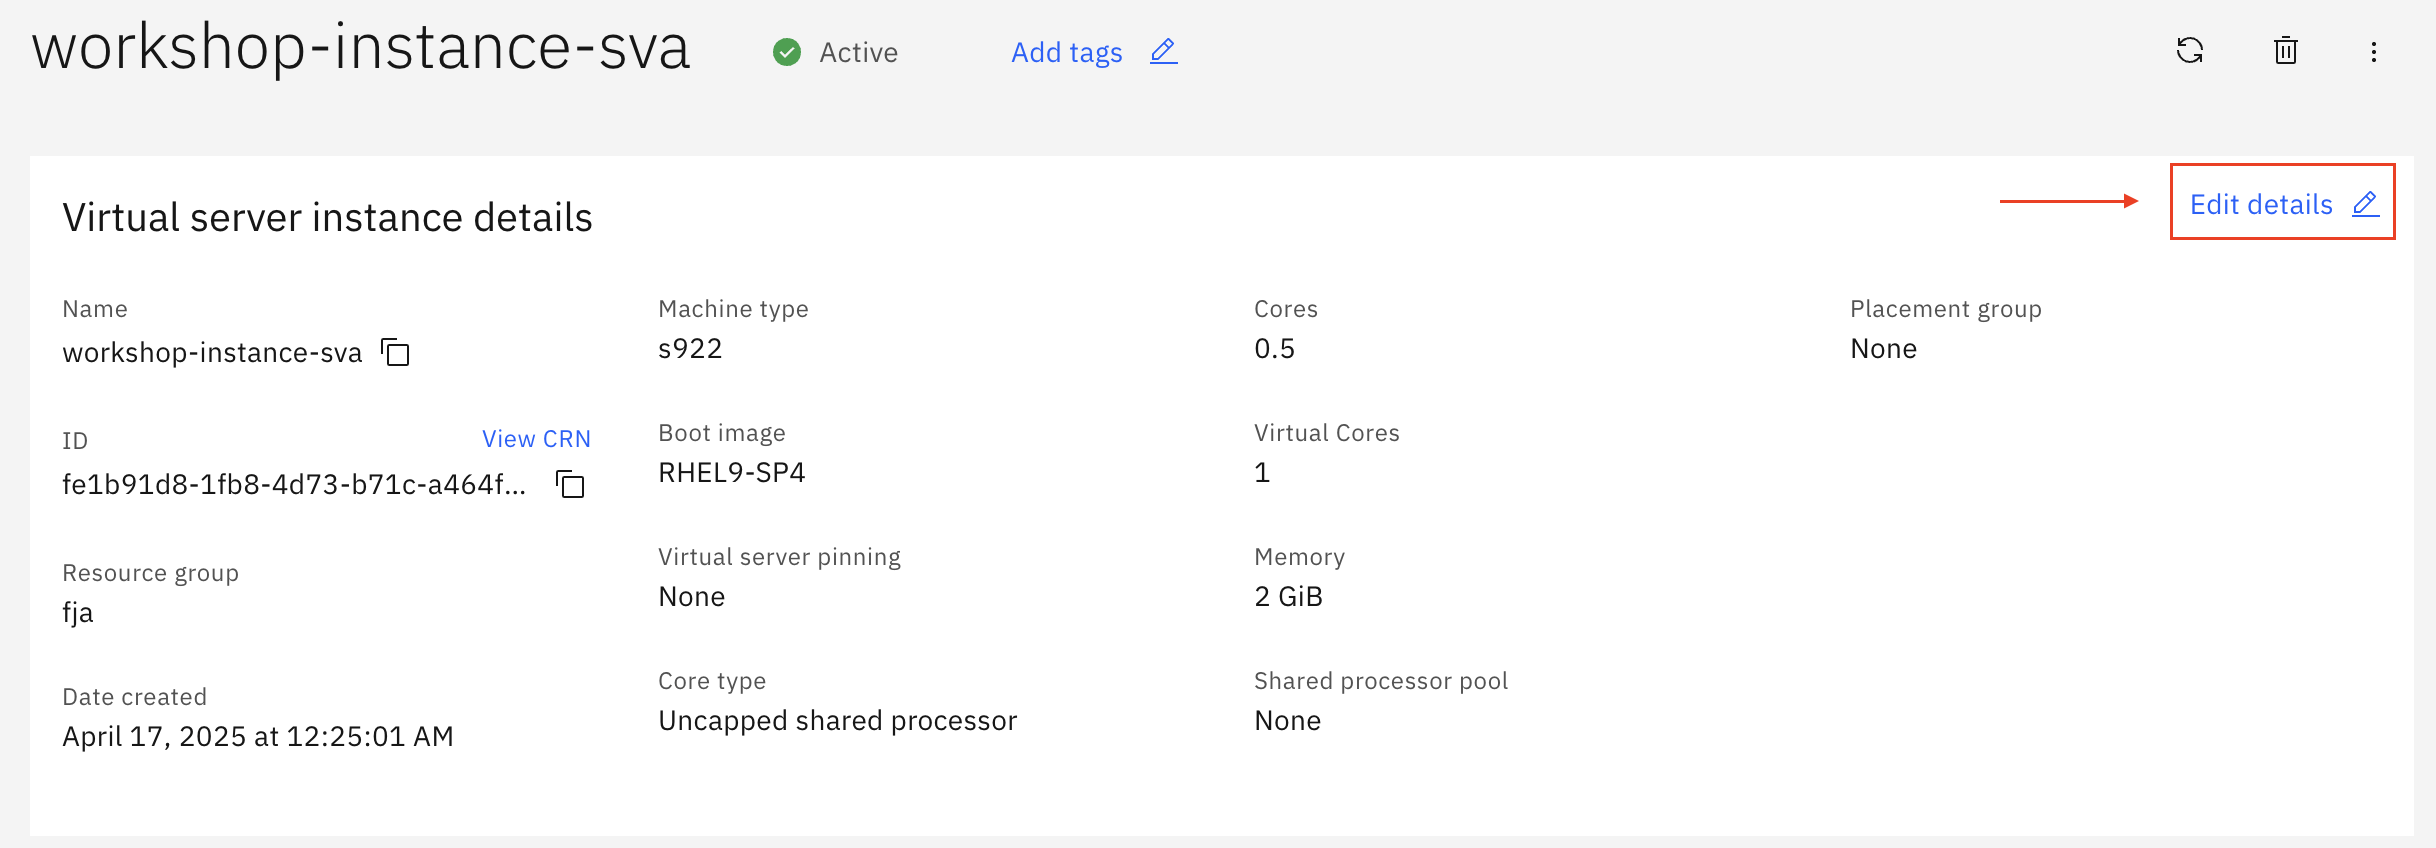 workshop-instance-sva Active Add tags
Virtual server instance details
Edit details
Name
workshop-instance-sva
ID View CRN
fe1b91d8-1fb8-4d73-b71c-a464f...
Resource group
fja
Date created
April 17, 2025 at 12:25:01 AM
Machine type
s922
Boot image
RHEL9-SP4
Virtual server pinning
None
Core type
Uncapped shared processor
Cores
0.5
Virtual Cores
1
Memory
2 GiB
Shared processor pool
None
Placement group
None